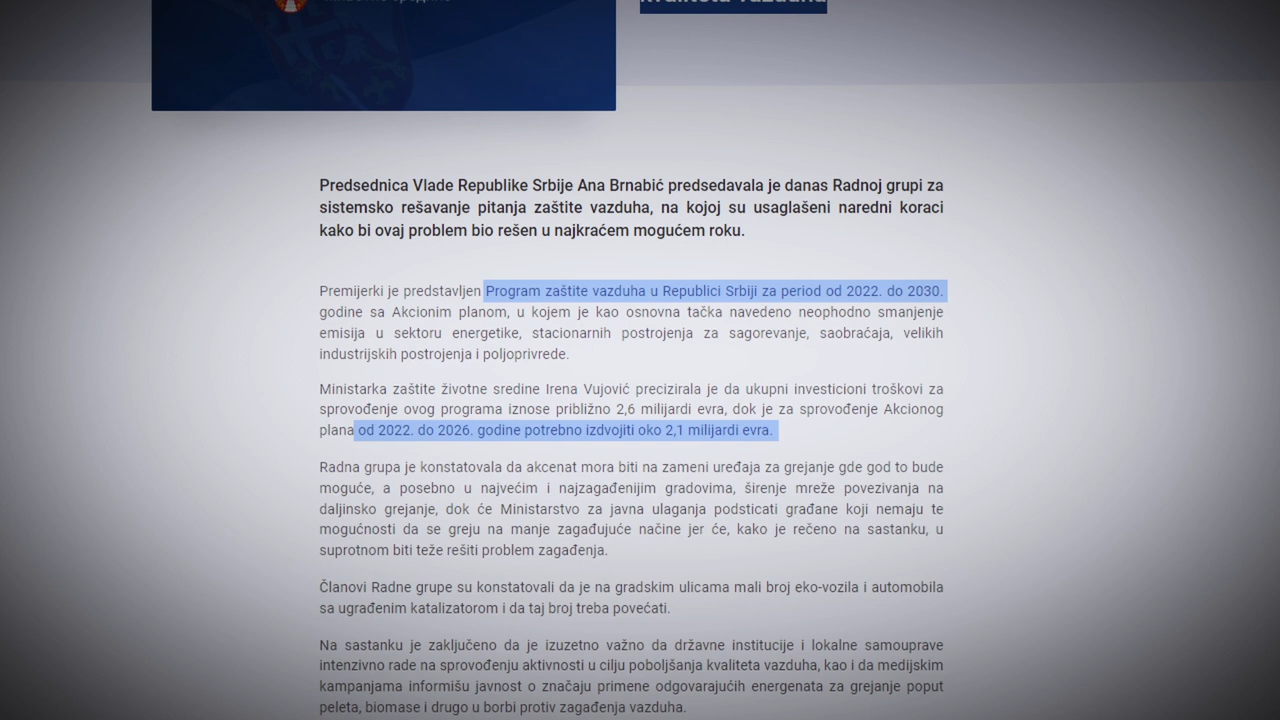 Predsednica Vlade Republike Srbije Ana Brnabić predsedavala je danas Radnoj grupi za
sistemsko rešavanje pitanja zaštite vazduha, na kojoj su usaglašeni naredni koraci
kako bi ovaj problem bio rešen u najkraćem mogućem roku.
Premijerki je predstavljen Program zaštite vazduha u Republici Srbiji za period od 2022. do 2030.
godine sa Akcionim planom, u kojem je kao osnovna tačka navedeno neophodno smanjenje
emisija u sektoru energetike, stacionarnih postrojenja za sagorevanje, saobraćaja, velikih
industrijskih postrojenja i poljoprivrede.
Ministarka zaštite životne sredine Irena Vujović precizirala je da ukupni investicioni troškovi za
sprovođenje ovog programa iznose približno 2,6 milijardi evra, dok je za sprovođenje Akcionog
plana od 2022. do 2026. godine potrebno izdvojiti oko 2,1 milijardi evra.
Radna grupa je konstatovala da akcenat mora biti na zameni uređaja za grejanje gde god to bude
moguće, a posebno u najvećim i najzagađenijim gradovima, širenje mreže povezivanja na
daljinsko grejanje, dok će Ministarstvo za javna ulaganja podsticati građane koji nemaju te
mogućnosti da se greju na manje zagađujuće načine jer će, kako je rečeno na sastanku, u
suprotnom biti teže rešiti problem zagađenja.
Članovi Radne grupe su konstatovali da je na gradskim ulicama mali broj eko-vozila i automobila
sa ugrađenim katalizatorom i da taj broj treba povećati.
Na sastanku je zaključeno da je izuzetno važno da državne institucije i lokalne samouprave
intenzivno rade na sprovođenju aktivnosti u cilju poboljšanja kvaliteta vazduha, kao i da medijskim
kampanjama informišu javnost o značaju primene odgovarajućih energenata za grejanje poput
peleta, biomase i drugo u borbi protiv zagađenja vazduha.